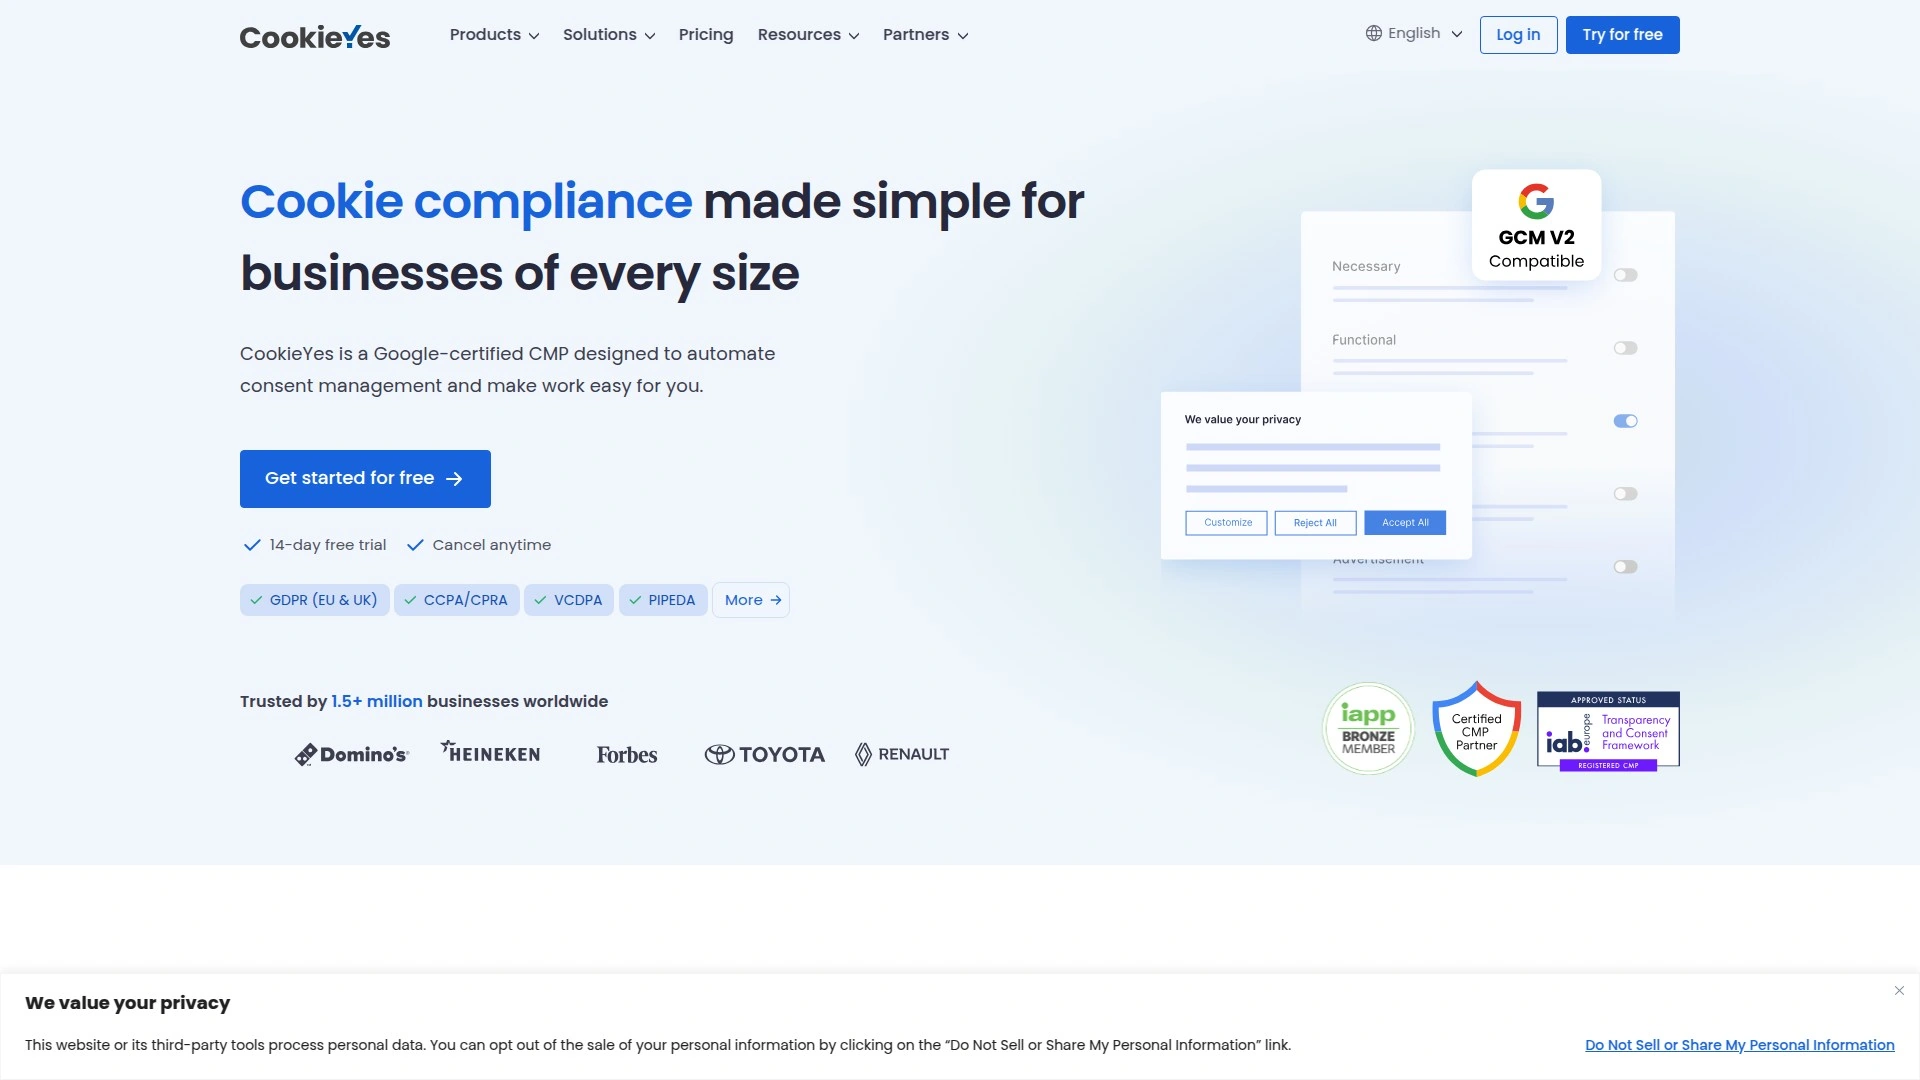 CookieYes
Products
Solutions
Pricing
Resources
Partners
English
Log in
Try for free
Cookie compliance made simple for
businesses of every size
CookieYes is a Google-certified CMP designed to automate
consent management and make work easy for you.
Get started for free
14-day free trial
Cancel anytime
GDPR (EU & UK)
CCPA/CPRA
VCDPA
PIPEDA
More
Trusted by 1.5+ million businesses worldwide
Domino's
HEINEKEN
Forbes
TOYOTA
RENAULT
GCM V2
Compatible
Necessary
Functional
We value your privacy
Customize
Reject All
Accept All
Advertisement
iapp
BRONZE
MEMBER
Certified
CMP
Partner
APPROVED STATUS
iab europe
Transparency
and Consent
Framework
REGISTERED CMP
We value your privacy
This website or its third-party tools process personal data. You can opt out of the sale of your personal information by clicking on the “Do Not Sell or Share My Personal Information” link.
Do Not Sell or Share My Personal Information